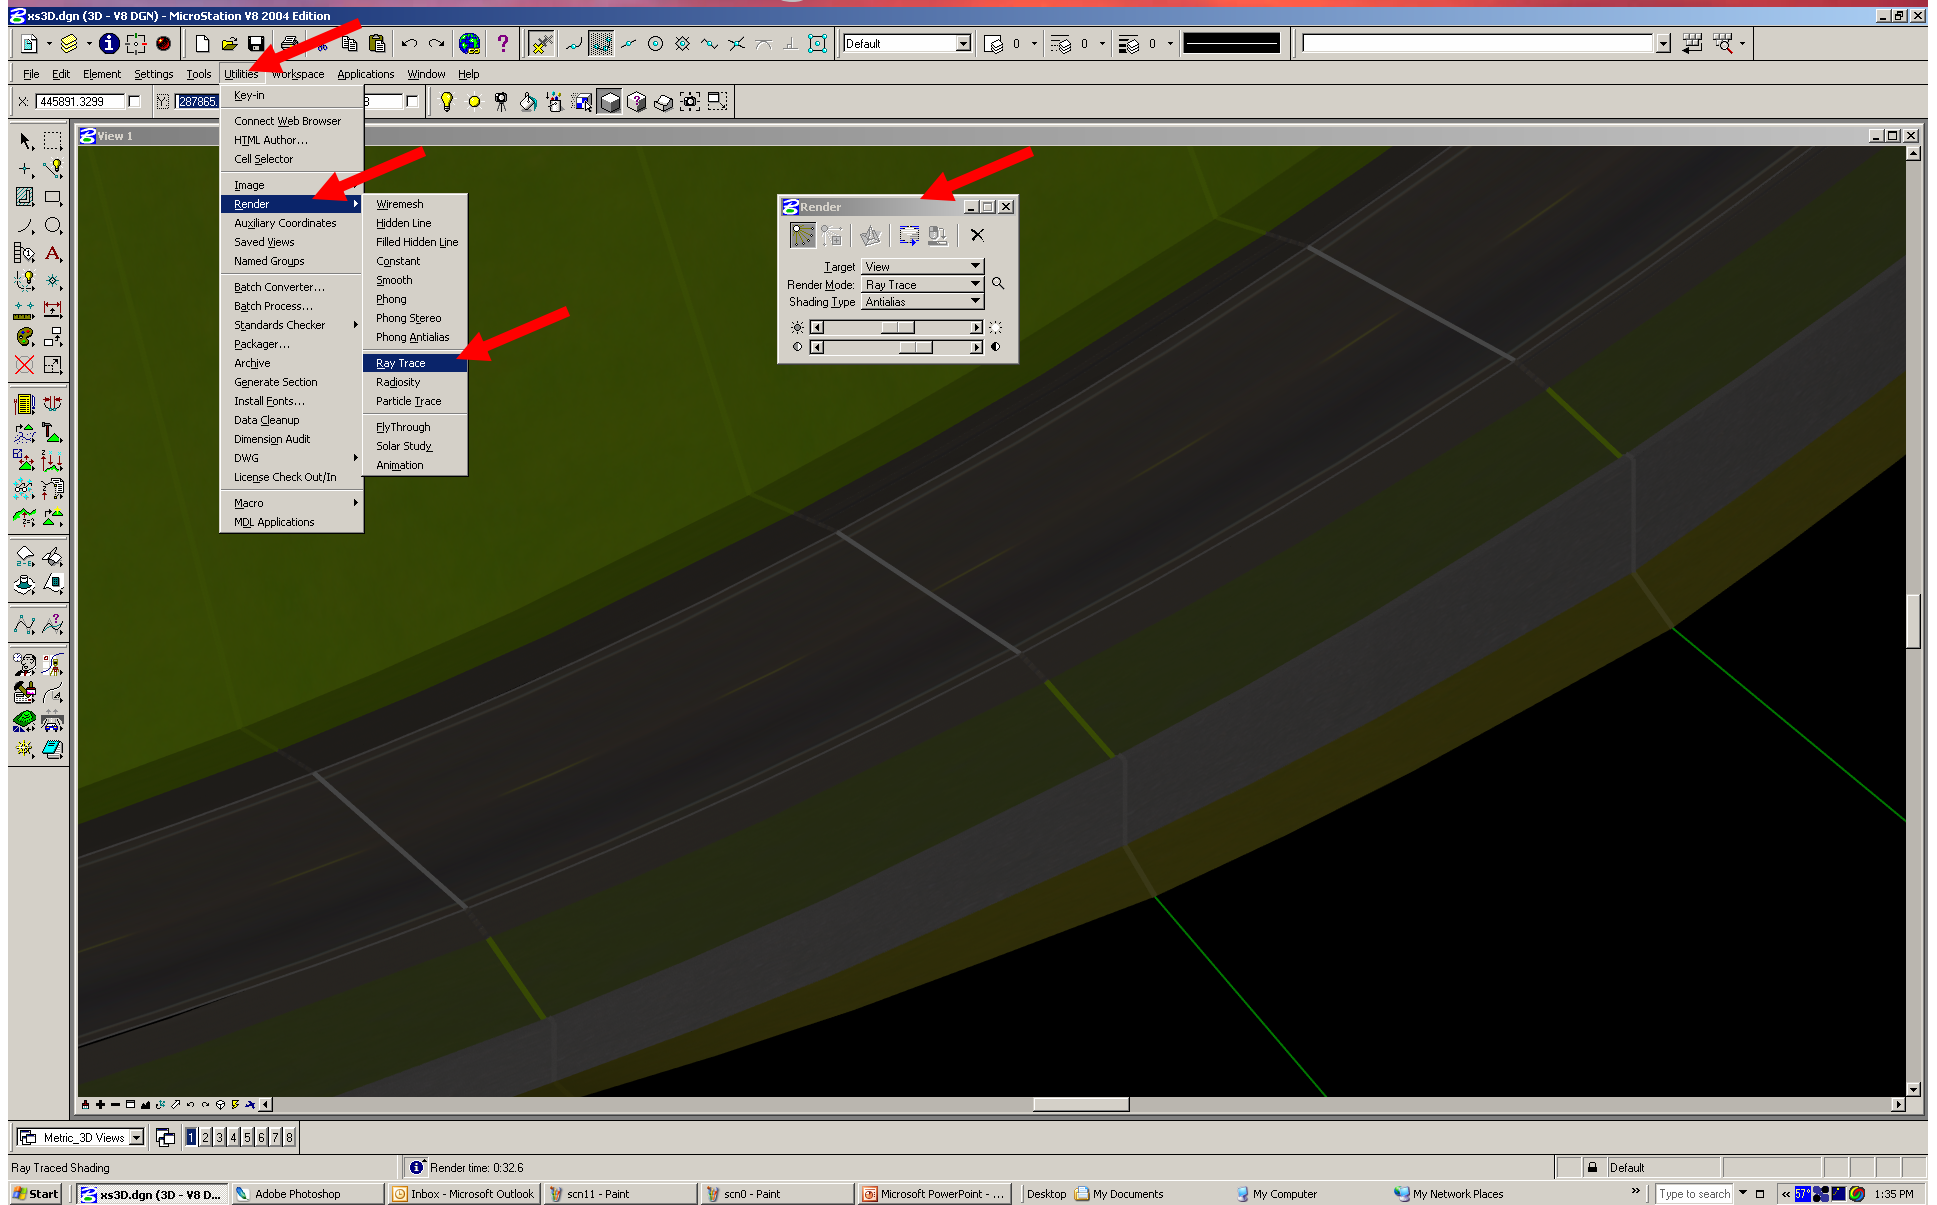 xs3D.dgn (3D - V8 DGN) - MicroStation V8 2004 Edition
Default
0
0
0
File Edit Element Settings Tools Utilities Workspace Applications Window Help
X: 445891.3299
Y: 287865.
View 1
Key-in
Connect Web Browser
HTML Author...
Cell Selector
Image
Render
Auxiliary Coordinates
Saved Views
Named Groups
Batch Converter...
Batch Process...
Standards Checker
Packager...
Archive
Generate Section
Install Fonts...
Data Cleanup
Dimension Audit
DWG
License Check Out/In
Macro
MDL Applications
Wiremesh
Hidden Line
Filled Hidden Line
Constant
Smooth
Phong
Phong Stereo
Phong Antialias
Ray Trace
Radiosity
Particle Trace
FlyThrough
Solar Study
Animation
Render
Target View
Render Mode: Ray Trace
Shading Type Antialias
Metric_3D Views 1 2 3 4 5 6 7 8
Ray Traced Shading
Render time: 0:32.6
Default
Start xs3D.dgn (3D - V8 D... Adobe Photoshop Inbox - Microsoft Outlook scn11 - Paint scn0 - Paint Microsoft PowerPoint - ... Desktop My Documents My Computer My Network Places » Type to search « 57° 1:35 PM